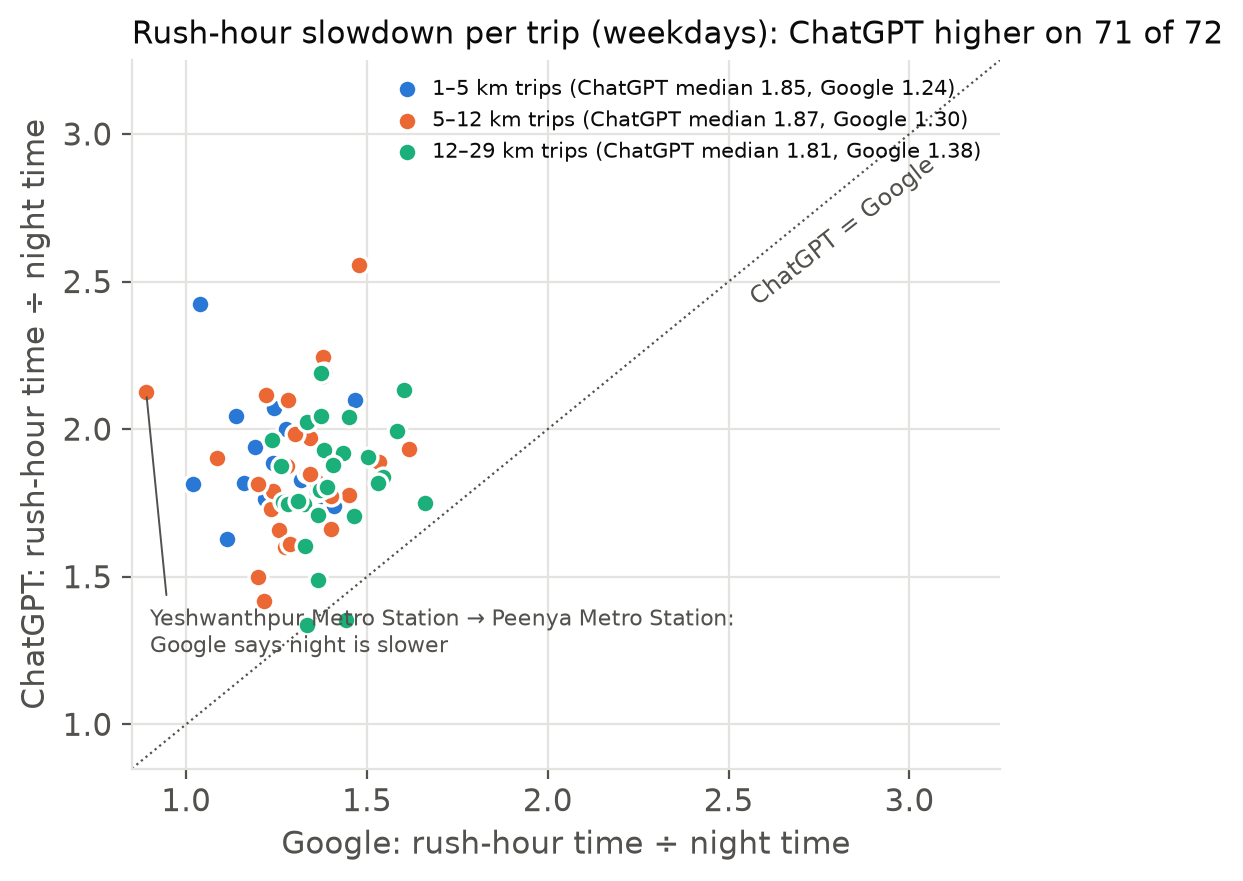 Rush-hour slowdown per trip (weekdays): ChatGPT higher on 71 of 72
1–5 km trips (ChatGPT median 1.85, Google 1.24)
5–12 km trips (ChatGPT median 1.87, Google 1.30)
12–29 km trips (ChatGPT median 1.81, Google 1.38)
ChatGPT: rush-hour time ÷ night time
3.0
2.5
2.0
1.5
1.0
ChatGPT = Google
Yeshwanthpur Metro Station → Peenya Metro Station:
Google says night is slower
1.0 1.5 2.0 2.5 3.0
Google: rush-hour time ÷ night time